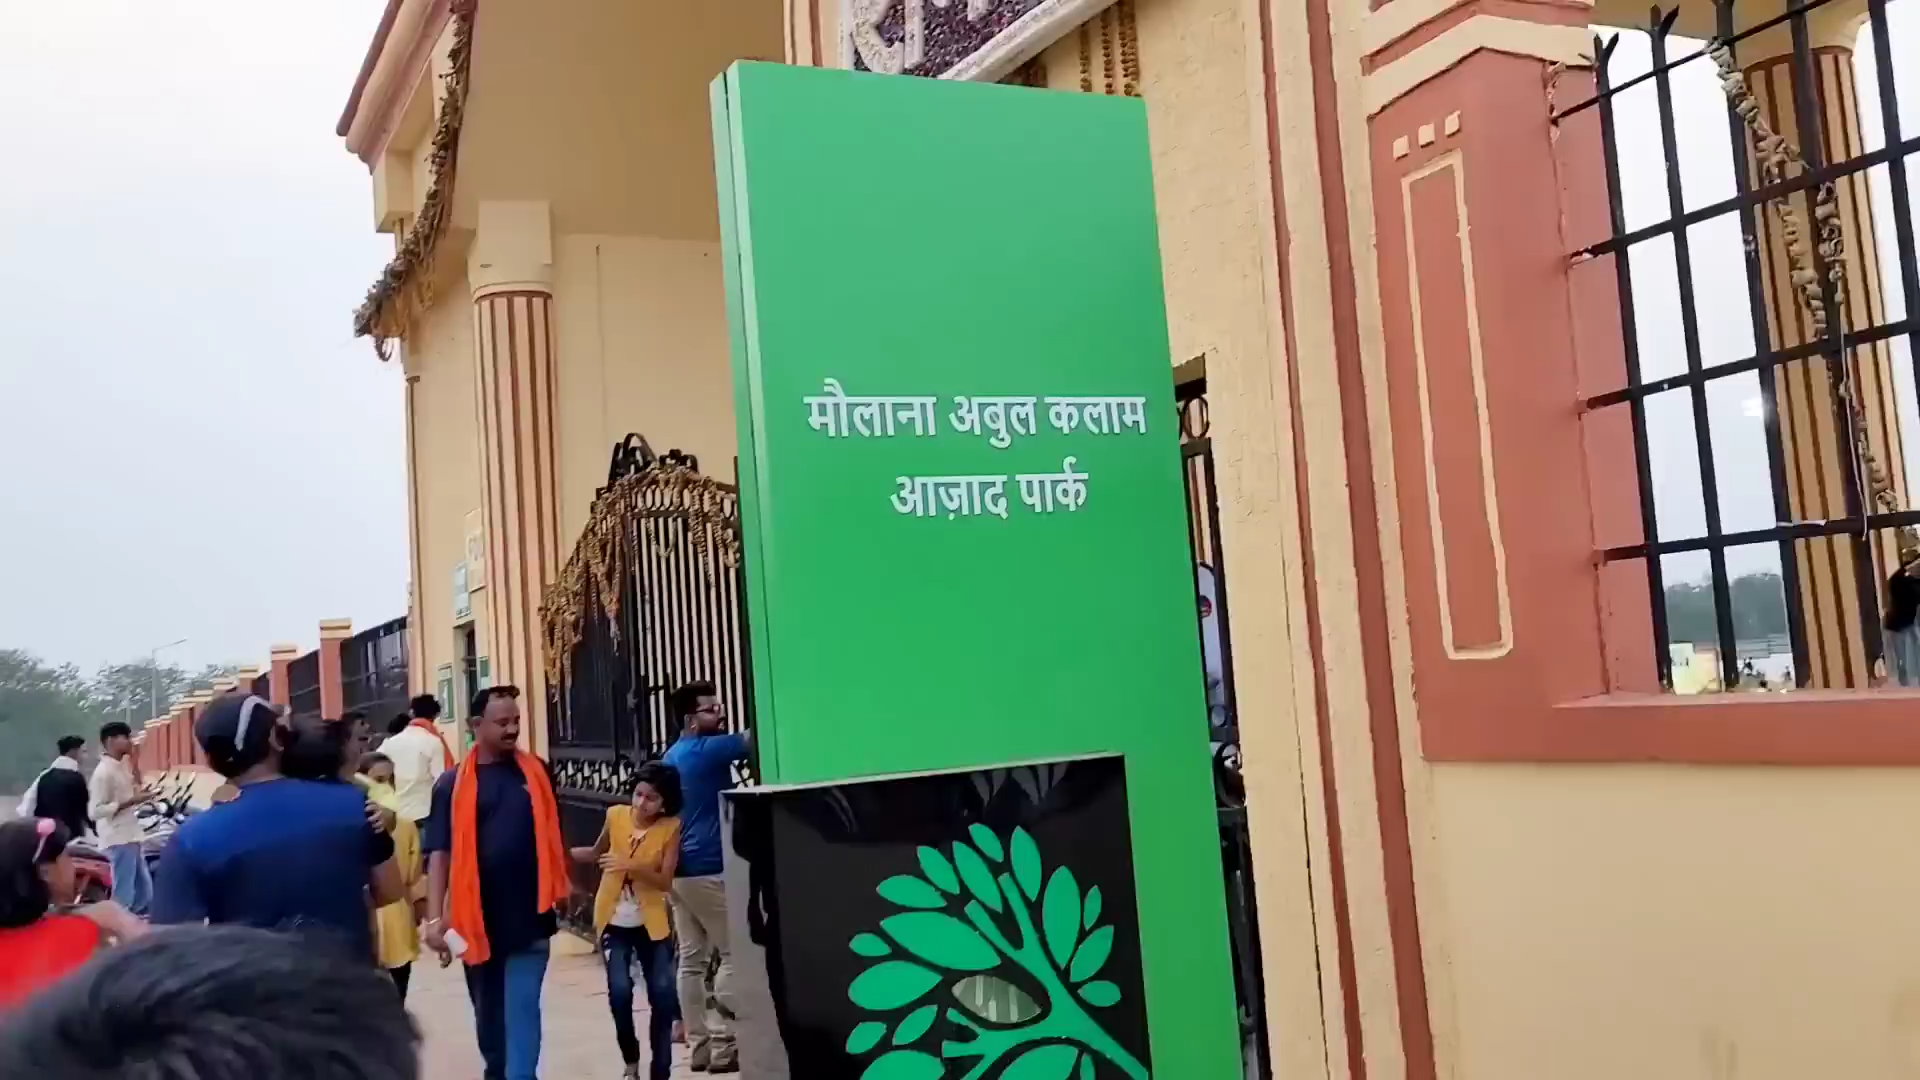 मौलाना अबुल कलाम
आज़ाद पार्क